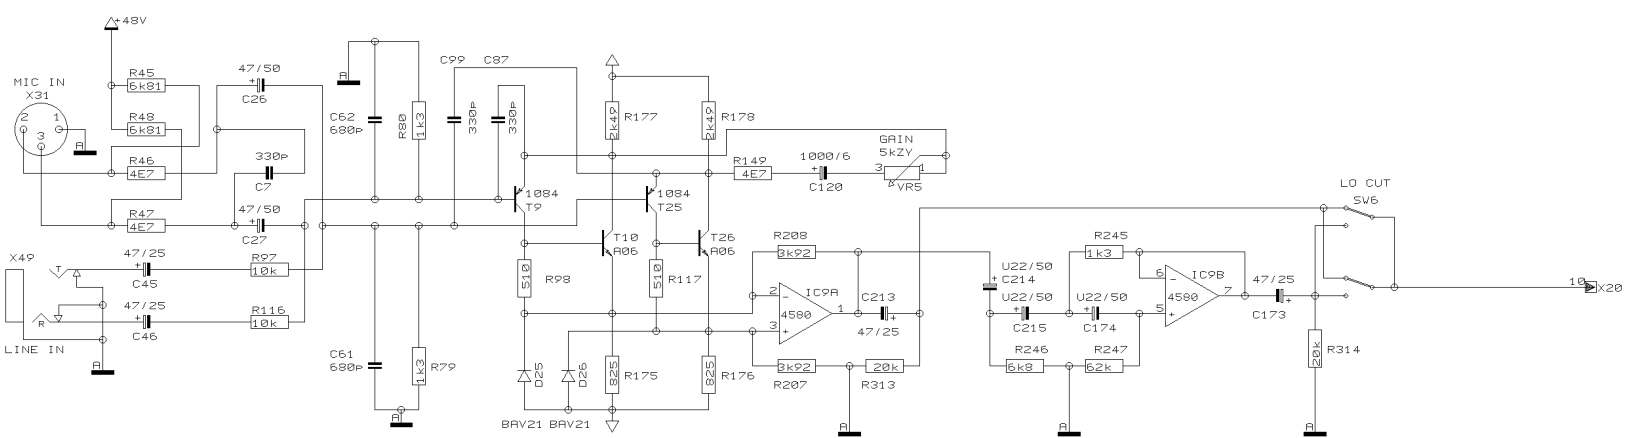 +48V
MIC IN
X31
2
1
3
A
R45
6k81
R48
6k81
R46
4E7
R47
4E7
47/50
+
C26
330p
C7
47/50
+
C27
X49
T
R
LINE IN
47/25
+
C45
47/25
+
C46
R97
10k
R116
10k
A
A
C62
680p
R80
1k3
C99
330p
C87
330p
C61
680p
R79
1k3
A
1084
T9
1084
T25
R177
2k49
R178
2k49
T10
A06
T26
A06
R98
510
R117
510
D25
D26
BAV21
BAV21
R175
825
R176
825
R149
4E7
1000/6
+
C120
GAIN
5kZY
3
1
VR5
R208
3k92
IC9A
4580
2
-
3
+
1
R207
3k92
C213
+
47/25
R313
20k
A
U22/50
C214
+
U22/50
+
C215
U22/50
+
C174
R246
6k8
R247
62k
A
R245
1k3
IC9B
4580
6
-
5
+
7
47/25
+
C173
R314
20k
A
LO CUT
SW6
10
X20